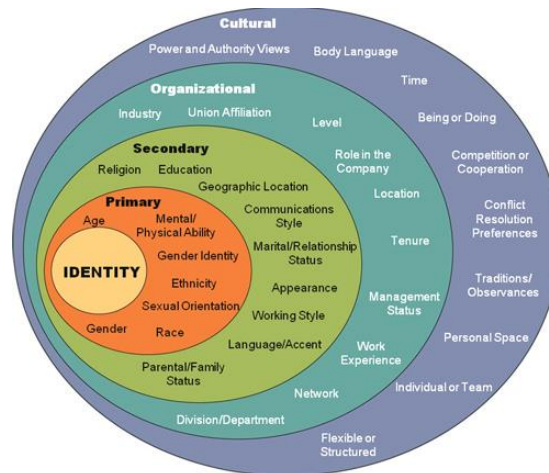 Cultural
Power and Authority Views
Body Language
Time
Being or Doing
Competition or
Cooperation
Conflict
Resolution
Preferences
Traditions/
Observances
Personal Space
Individual or Team
Flexible or
Structured
Organizational
Industry
Union Affiliation
Level
Role in the
Company
Location
Tenure
Management
Status
Work
Experience
Network
Division/Department
Secondary
Religion
Education
Geographic Location
Communications
Style
Marital/Relationship
Status
Appearance
Working Style
Language/Accent
Parental/Family
Status
Primary
Age
Mental/
Physical Ability
Gender Identity
Ethnicity
Sexual Orientation
Race
Gender
IDENTITY